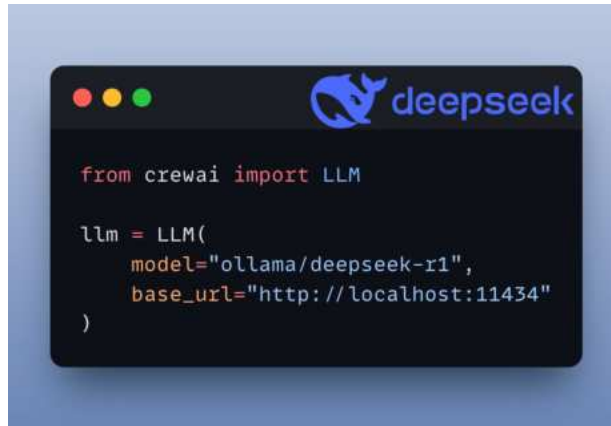 deepseek
from crewai import LLM
llm = LLM(
model="ollama/deepseek-r1",
base_url="http://localhost:11434"
)